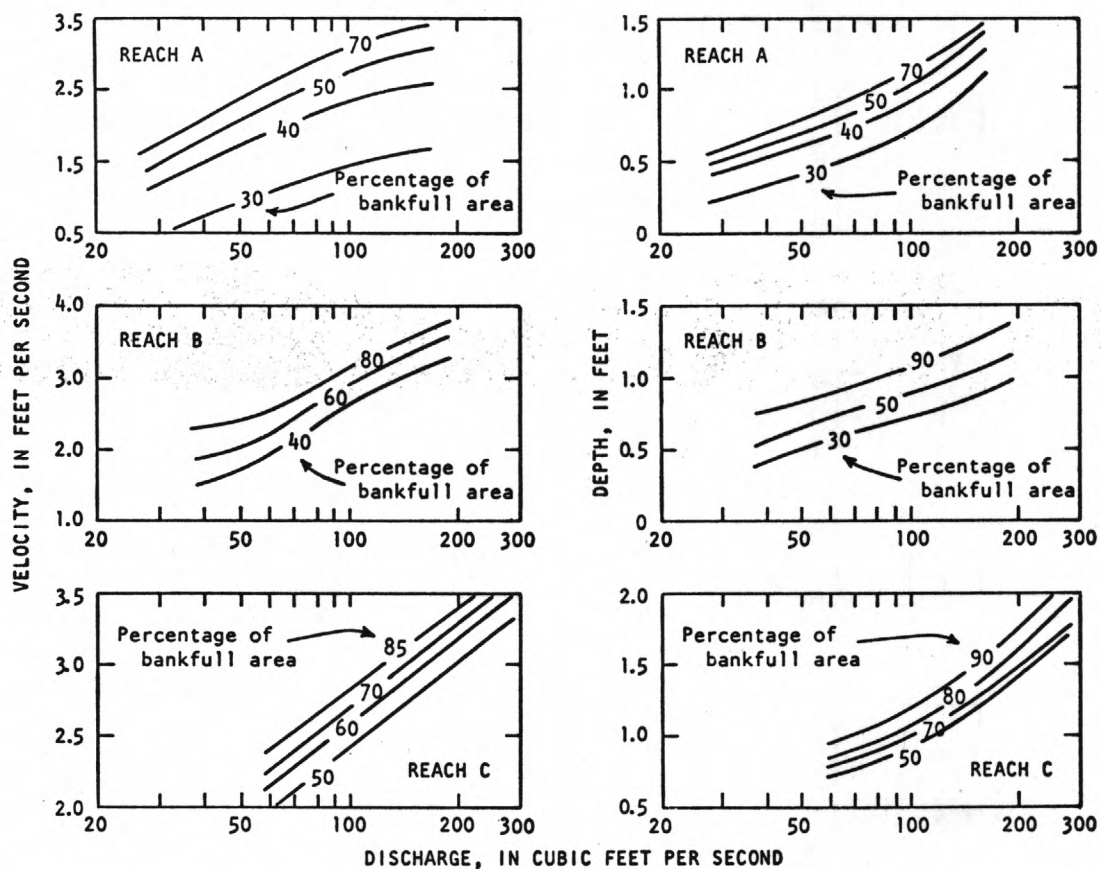 VELOCITY, IN FEET PER SECOND
3.5
2.5
1.5
0.5
REACH A
70
50
40
30
Percentage of
bankfull area
20 50 100 200 300
1.5
1.0
0.5
0
REACH A
70
50
40
30
Percentage of
bankfull area
20 50 100 200 300
4.0
3.0
2.0
1.0
REACH B
80
60
40
Percentage of
bankfull area
20 50 100 200 300
DEPTH, IN FEET
1.5
1.0
0.5
0
REACH B
90
50
30
Percentage of
bankfull area
20 50 100 200 300
3.5
3.0
2.5
2.0
Percentage of
bankfull area
85
70
60
50
REACH C
20 50 100 200 300
2.0
1.5
1.0
0.5
Percentage of
bankfull area
90
80
70
50
REACH C
20 50 100 200 300
DISCHARGE, IN CUBIC FEET PER SECOND